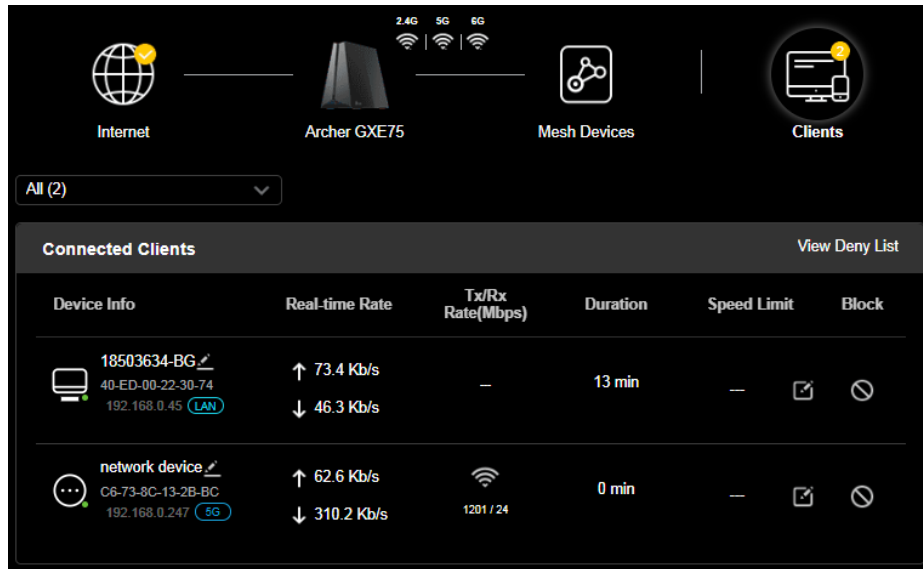 2.4G 5G 6G
2
Internet
Archer GXE75
Mesh Devices
Clients
All (2)
Connected Clients
View Deny List
Device Info
Real-time Rate
Tx/Rx
Rate(Mbps)
Duration
Speed Limit
Block
18503634-BG
40-ED-00-22-30-74
192.168.0.45 LAN
↑ 73.4 Kb/s
↓ 46.3 Kb/s
---
13 min
---
network device
C6-73-8C-13-2B-BC
192.168.0.247 5G
↑ 62.6 Kb/s
↓ 310.2 Kb/s
1201 / 24
0 min
---